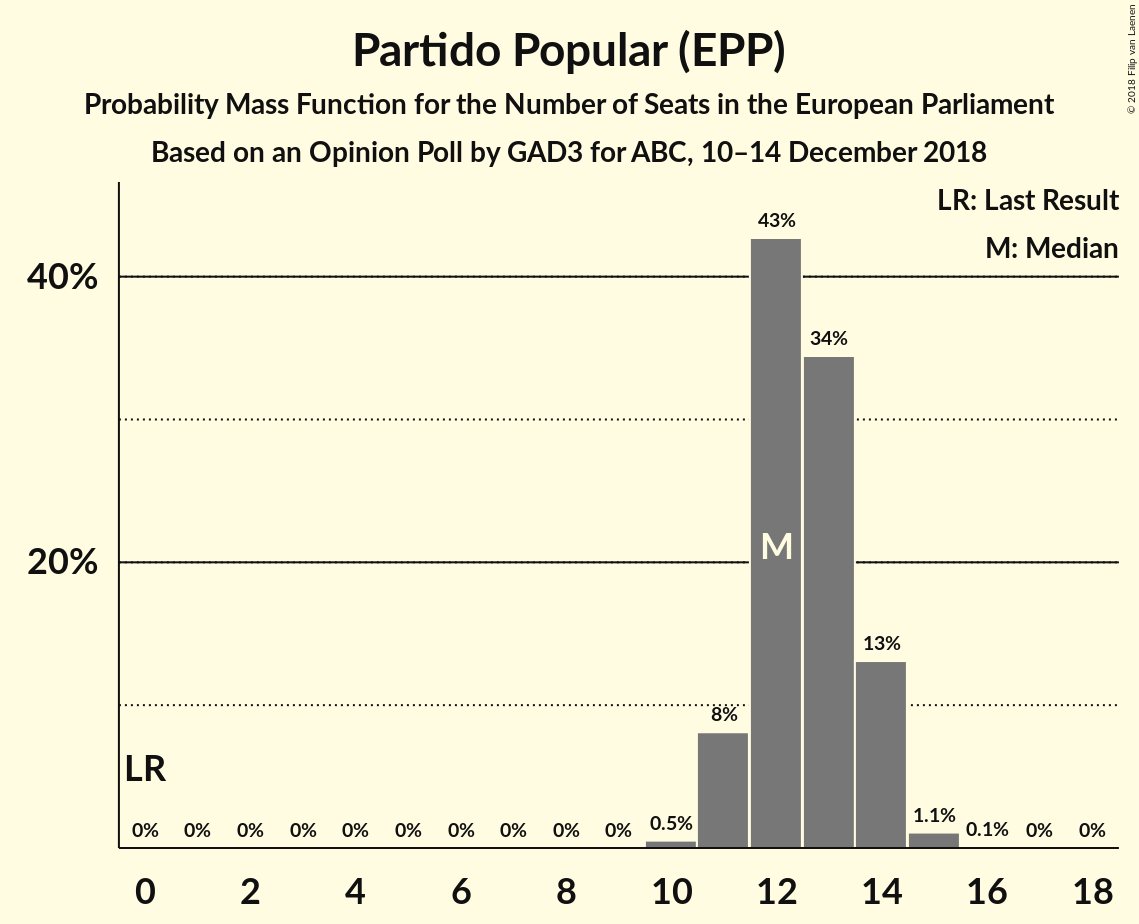 Partido Popular (EPP)
Probability Mass Function for the Number of Seats in the European Parliament
Based on an Opinion Poll by GAD3 for ABC, 10–14 December 2018
© 2018 Filip van Laenen
LR: Last Result
M: Median
43%
40%
34%
M
20%
13%
8%
LR
0% 0% 0% 0% 0% 0% 0% 0% 0% 0% 0.5% 1.1% 0.1% 0% 0%
0 2 4 6 8 10 12 14 16 18